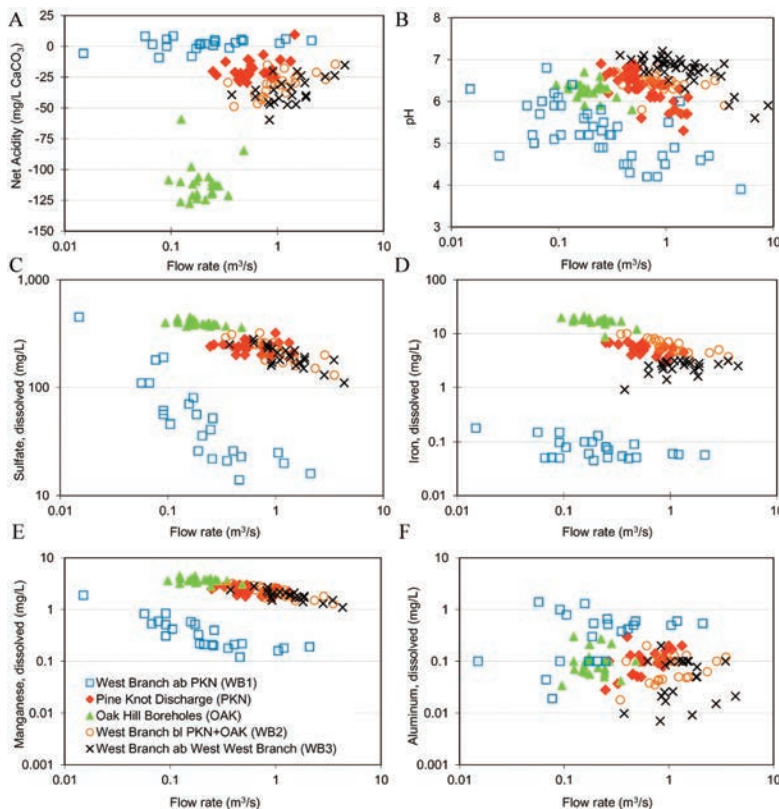 A
Net Acidity (mg/L CaCO3)
25
0
-25
-50
-75
-100
-125
-150
0.01 0.1 1 10
Flow rate (m³/s)
B
pH
8
7
6
5
4
3
0.01 0.1 1 10
Flow rate (m³/s)
C
Sulfate, dissolved (mg/L)
1,000
100
10
0.01 0.1 1 10
Flow rate (m³/s)
D
Iron, dissolved (mg/L)
100
10
1
0.1
0.01
0.01 0.1 1 10
Flow rate (m³/s)
E
Manganese, dissolved (mg/L)
10
1
0.1
0.01
0.001
West Branch ab PKN (WB1)
Pine Knot Discharge (PKN)
Oak Hill Boreholes (OAK)
West Branch bl PKN+OAK (WB2)
West Branch ab West West Branch (WB3)
0.01 0.1 1 10
Flow rate (m³/s)
F
Aluminum, dissolved (mg/L)
10
1
0.1
0.01
0.001
0.01 0.1 1 10
Flow rate (m³/s)